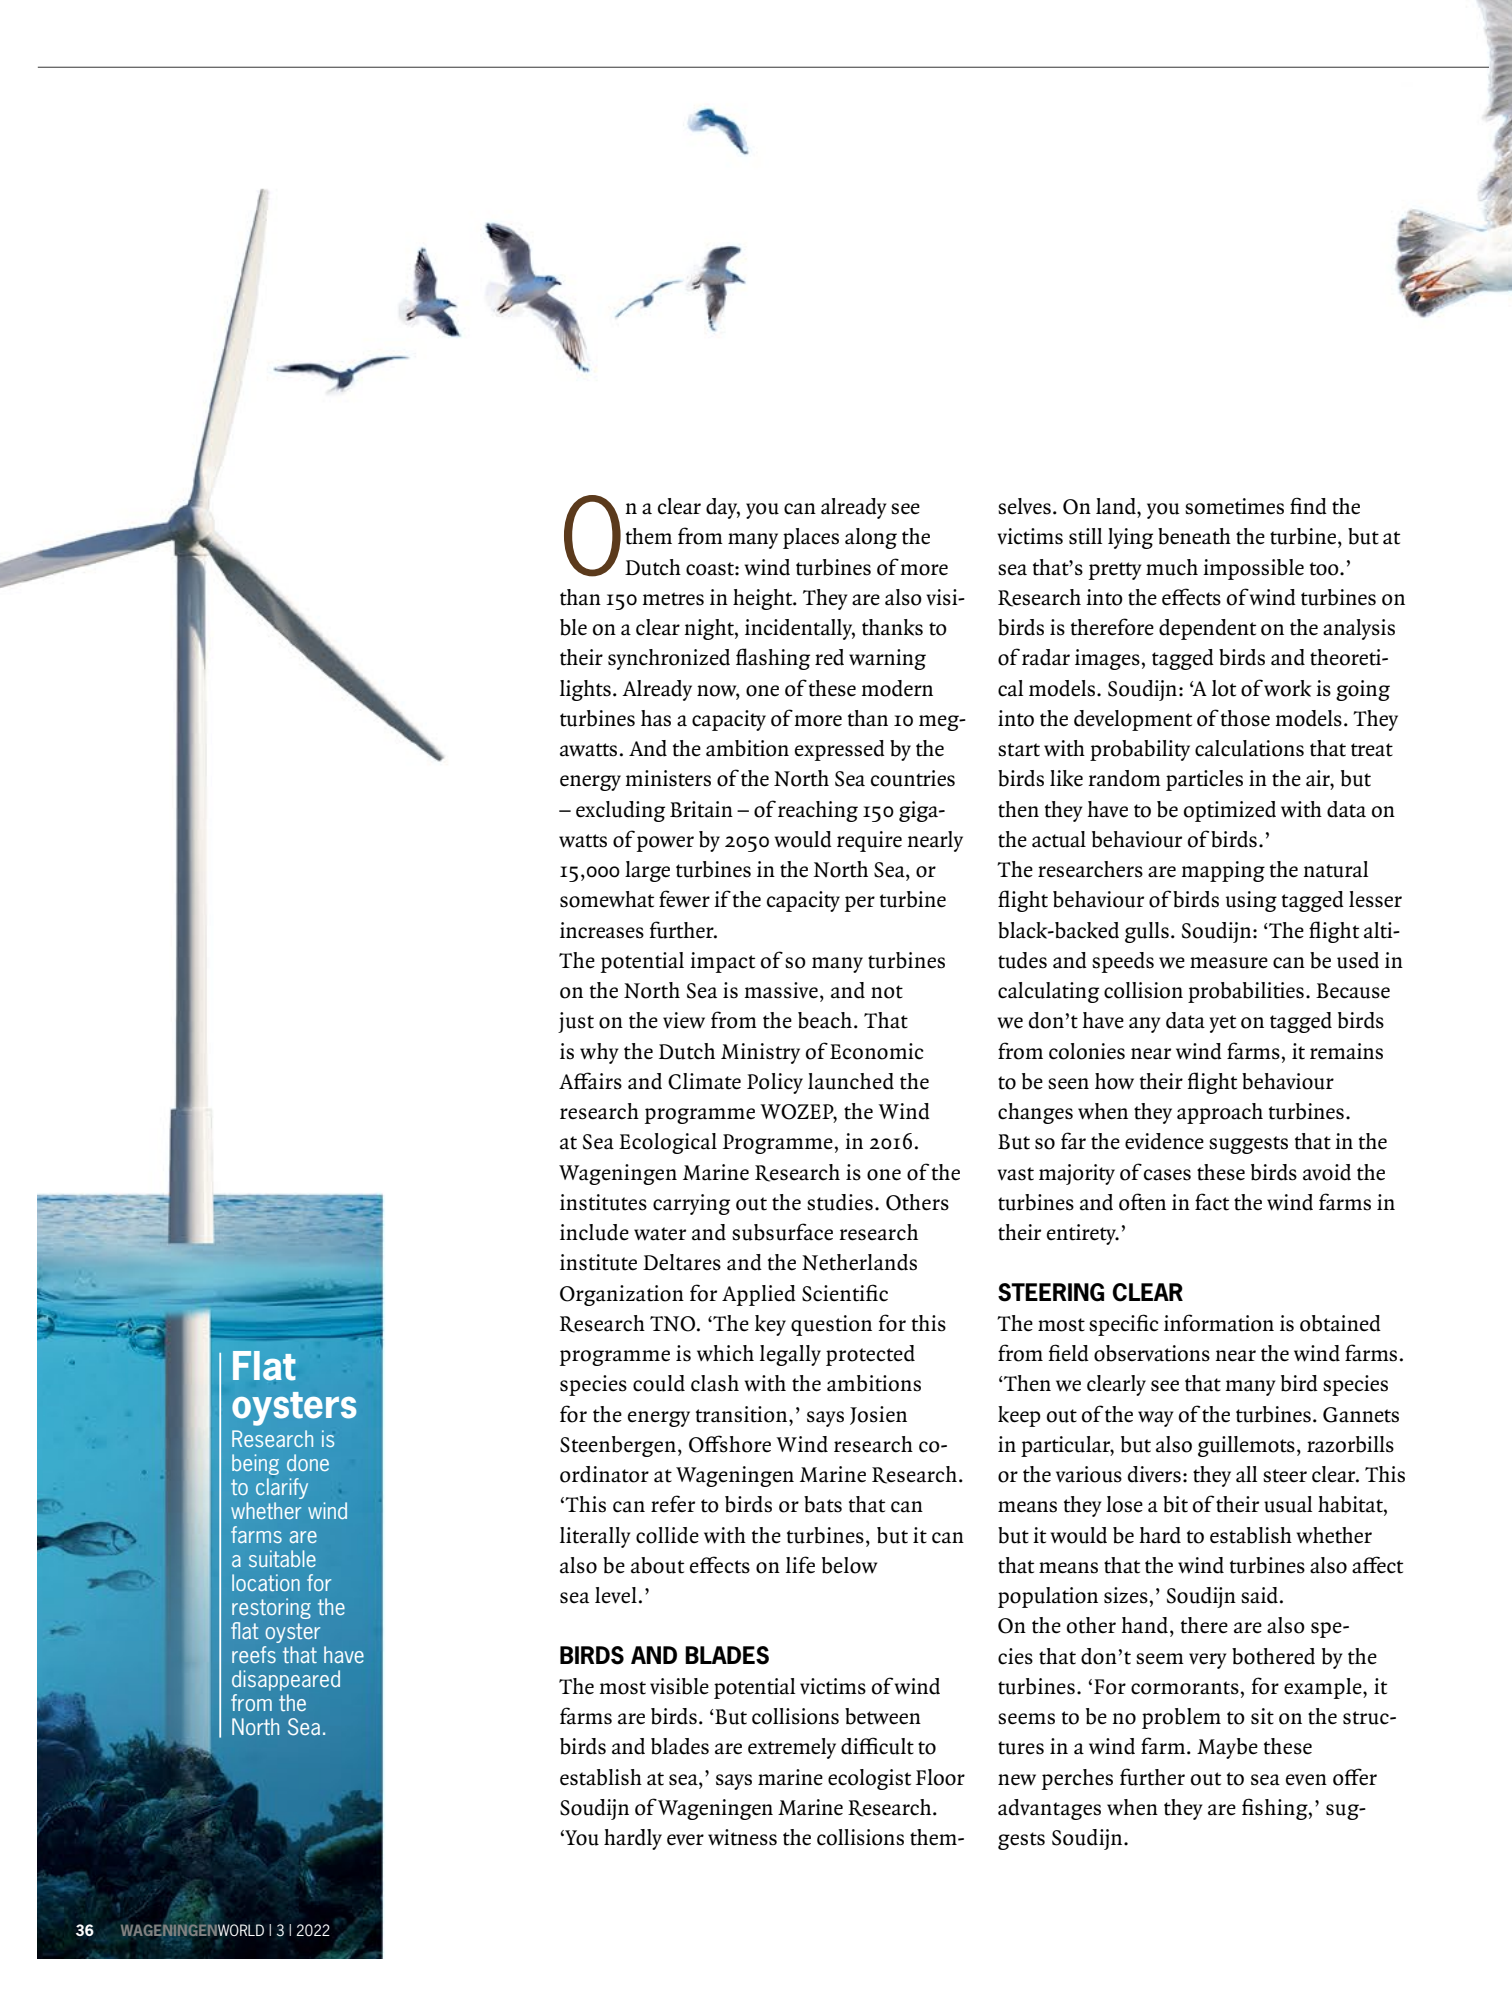 On a clear day, you can already see
them from many places along the
Dutch coast: wind turbines of more
than 150 metres in height. They are also visi-
ble on a clear night, incidentally, thanks to
their synchronized flashing red warning
lights. Already now, one of these modern
turbines has a capacity of more than 10 meg-
awatts. And the ambition expressed by the
energy ministers of the North Sea countries
– excluding Britain – of reaching 150 giga-
watts of power by 2050 would require nearly
15,000 large turbines in the North Sea, or
somewhat fewer if the capacity per turbine
increases further.
The potential impact of so many turbines
on the North Sea is massive, and not
just on the view from the beach. That
is why the Dutch Ministry of Economic
Affairs and Climate Policy launched the
research programme WOZEP, the Wind
at Sea Ecological Programme, in 2016.
Wageningen Marine Research is one of the
institutes carrying out the studies. Others
include water and subsurface research
institute Deltares and the Netherlands
Organization for Applied Scientific
Research TNO. ‘The key question for this
programme is which legally protected
species could clash with the ambitions
for the energy transition,’ says Josien
Steenbergen, Offshore Wind research co-
ordinator at Wageningen Marine Research.
‘This can refer to birds or bats that can
literally collide with the turbines, but it can
also be about effects on life below
sea level.’
BIRDS AND BLADES
The most visible potential victims of wind
farms are birds. ‘But collisions between
birds and blades are extremely difficult to
establish at sea,’ says marine ecologist Floor
Soudijn of Wageningen Marine Research.
‘You hardly ever witness the collisions them-
selves. On land, you sometimes find the
victims still lying beneath the turbine, but at
sea that’s pretty much impossible too.’
Research into the effects of wind turbines on
birds is therefore dependent on the analysis
of radar images, tagged birds and theoreti-
cal models. Soudijn: ‘A lot of work is going
into the development of those models. They
start with probability calculations that treat
birds like random particles in the air, but
then they have to be optimized with data on
the actual behaviour of birds.’
The researchers are mapping the natural
flight behaviour of birds using tagged lesser
black-backed gulls. Soudijn: ‘The flight alti-
tudes and speeds we measure can be used in
calculating collision probabilities. Because
we don’t have any data yet on tagged birds
from colonies near wind farms, it remains
to be seen how their flight behaviour
changes when they approach turbines.
But so far the evidence suggests that in the
vast majority of cases these birds avoid the
turbines and often in fact the wind farms in
their entirety.’
STEERING CLEAR
The most specific information is obtained
from field observations near the wind farms.
‘Then we clearly see that many bird species
keep out of the way of the turbines. Gannets
in particular, but also guillemots, razorbills
or the various divers: they all steer clear. This
means they lose a bit of their usual habitat,
but it would be hard to establish whether
that means that the wind turbines also affect
population sizes,’ Soudijn said.
On the other hand, there are also spe-
cies that don’t seem very bothered by the
turbines. ‘For cormorants, for example, it
seems to be no problem to sit on the struc-
tures in a wind farm. Maybe these
new perches further out to sea even offer
advantages when they are fishing,’ sug-
gests Soudijn.
Flat
oysters
Research is
being done
to clarify
whether wind
farms are
a suitable
location for
restoring the
flat oyster
reefs that have
disappeared
from the
North Sea.
36 WAGENINGENWORLD | 3 | 2022